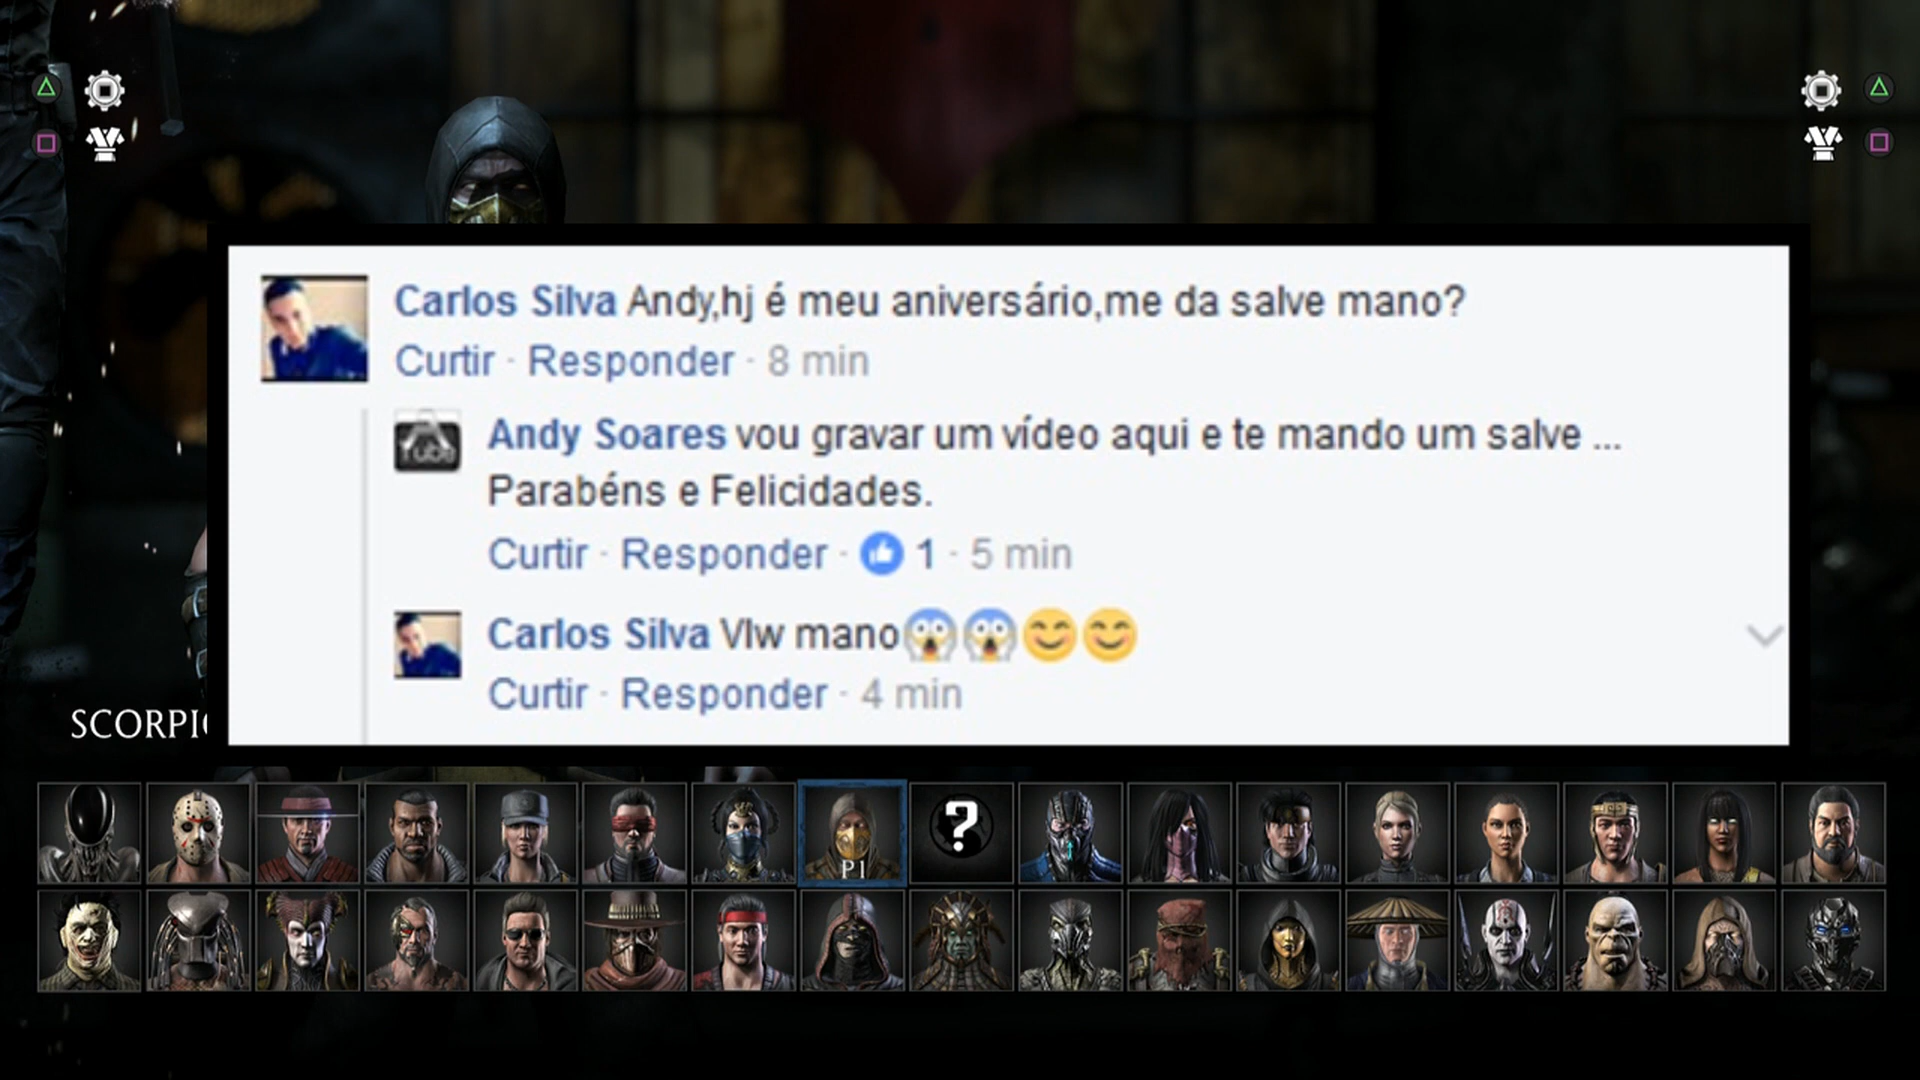 Carlos Silva Andy,hj é meu aniversário,me da salve mano?
Curtir · Responder · 8 min
Tube
Andy Soares vou gravar um vídeo aqui e te mando um salve ...
Parabéns e Felicidades.
Curtir · Responder · 1 · 5 min
Carlos Silva Vlw mano😱😱😊😊
Curtir · Responder · 4 min
SCORPIO
P1
?